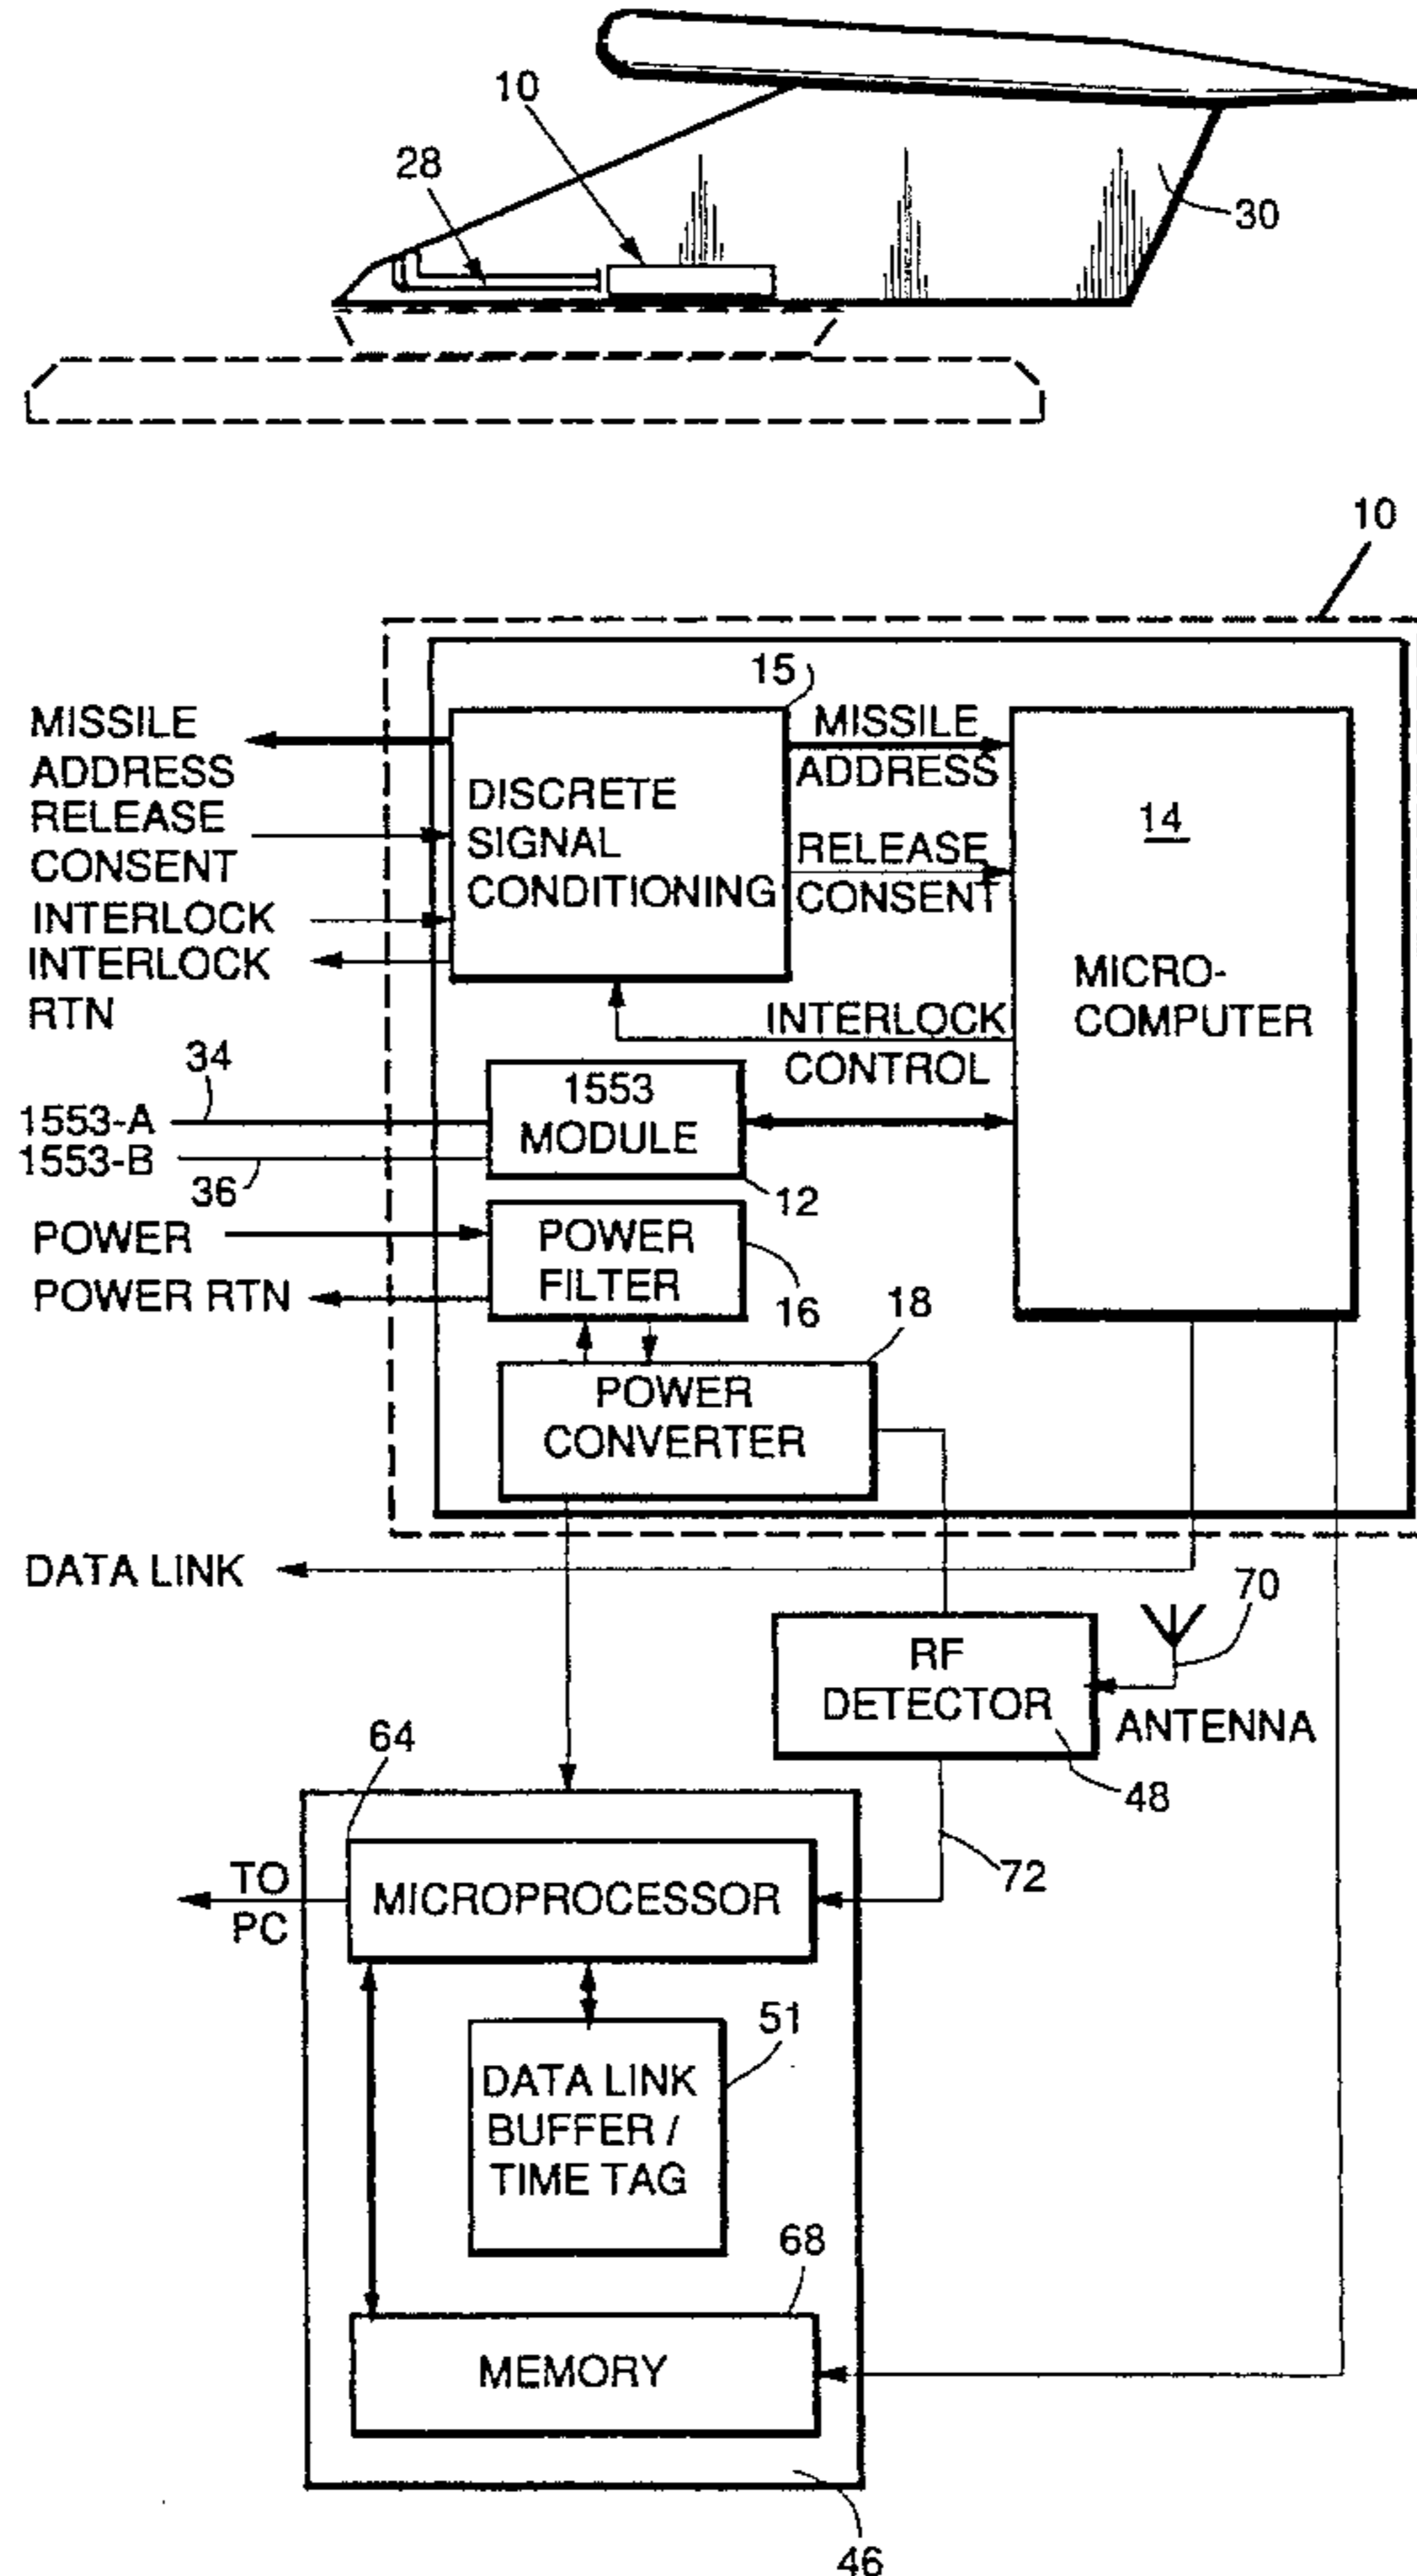 10
28
30
10
15
MISSILE
ADDRESS
RELEASE
CONSENT
INTERLOCK
INTERLOCK
RTN
DISCRETE
SIGNAL
CONDITIONING
MISSILE
ADDRESS
RELEASE
CONSENT
14
MICRO-
COMPUTER
INTERLOCK
CONTROL
34
1553-A
1553-B
36
1553
MODULE
12
POWER
POWER RTN
POWER
FILTER
16
18
POWER
CONVERTER
DATA LINK
70
RF
DETECTOR
ANTENNA
48
64
72
TO
PC
MICROPROCESSOR
51
DATA LINK
BUFFER /
TIME TAG
68
MEMORY
46